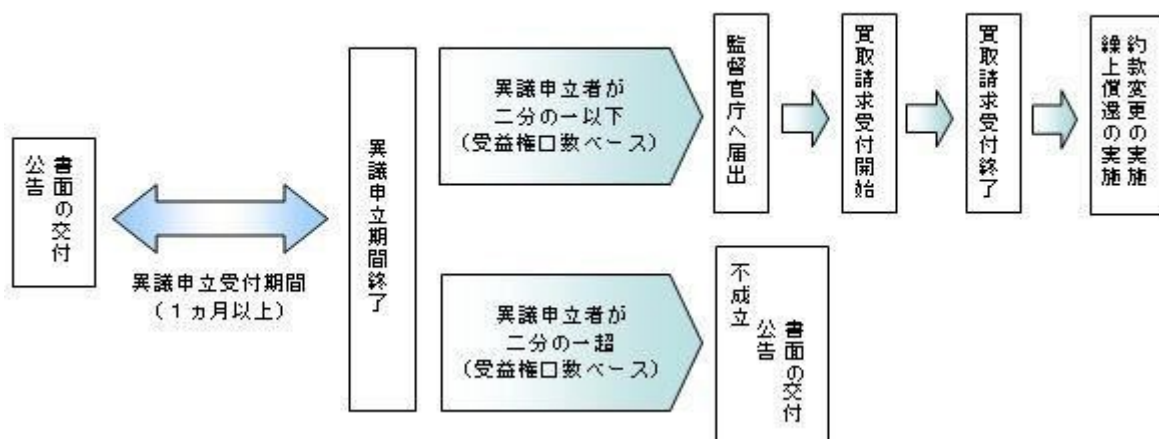 書面の交付
公告
異議申立受付期間
(1ヵ月以上)
異議申立期間終了
異議申立者が
二分の一以下
(受益権口数ベース)
監督官庁へ届出
買取請求受付開始
買取請求受付終了
約款変更の実施
繰上償還の実施
異議申立者が
二分の一超
(受益権口数ベース)
不成立
書面の交付
公告